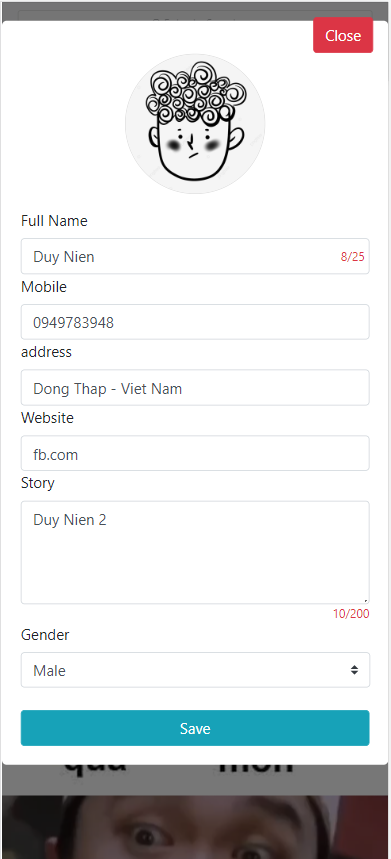 Close
Full Name
Duy Nien
8/25
Mobile
0949783948
address
Dong Thap - Viet Nam
Website
fb.com
Story
Duy Nien 2
10/200
Gender
Male
Save